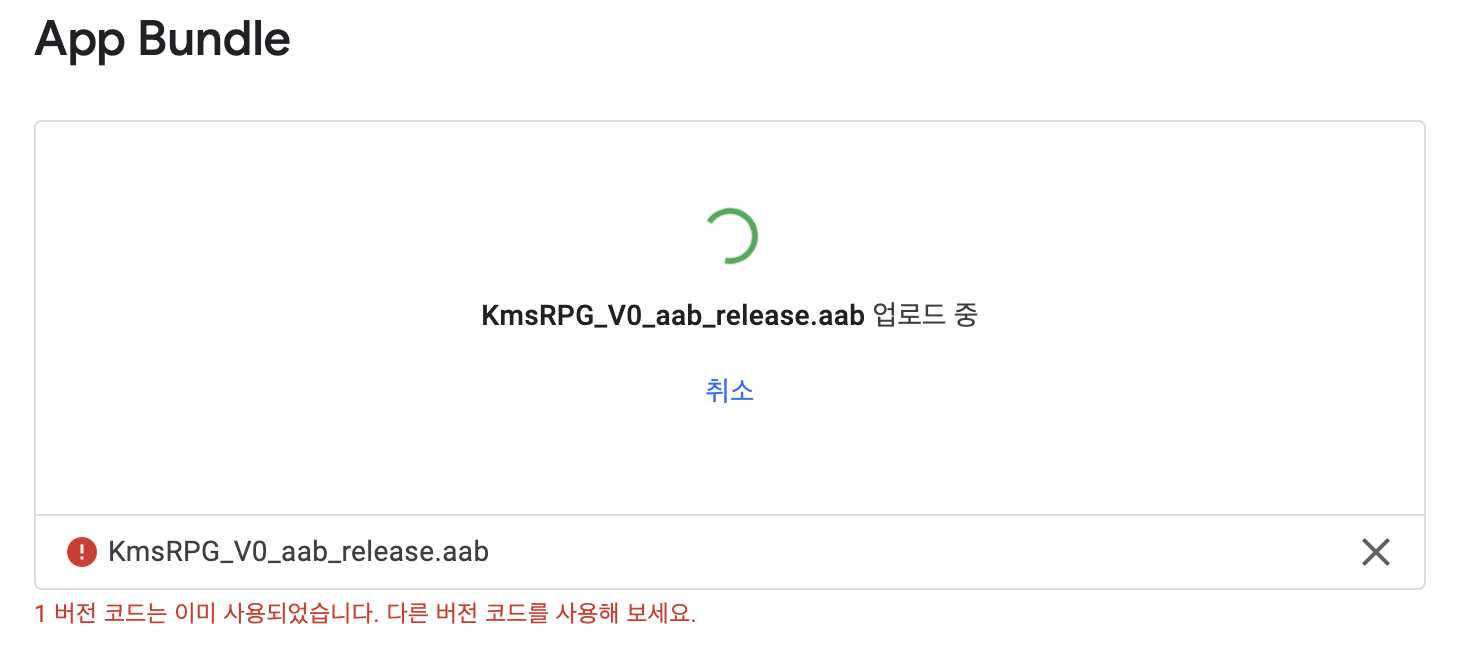 App Bundle
KmsRPG_V0_aab_release.aab 업로드 중
취소
KmsRPG_V0_aab_release.aab
1 버전 코드는 이미 사용되었습니다. 다른 버전 코드를 사용해 보세요.